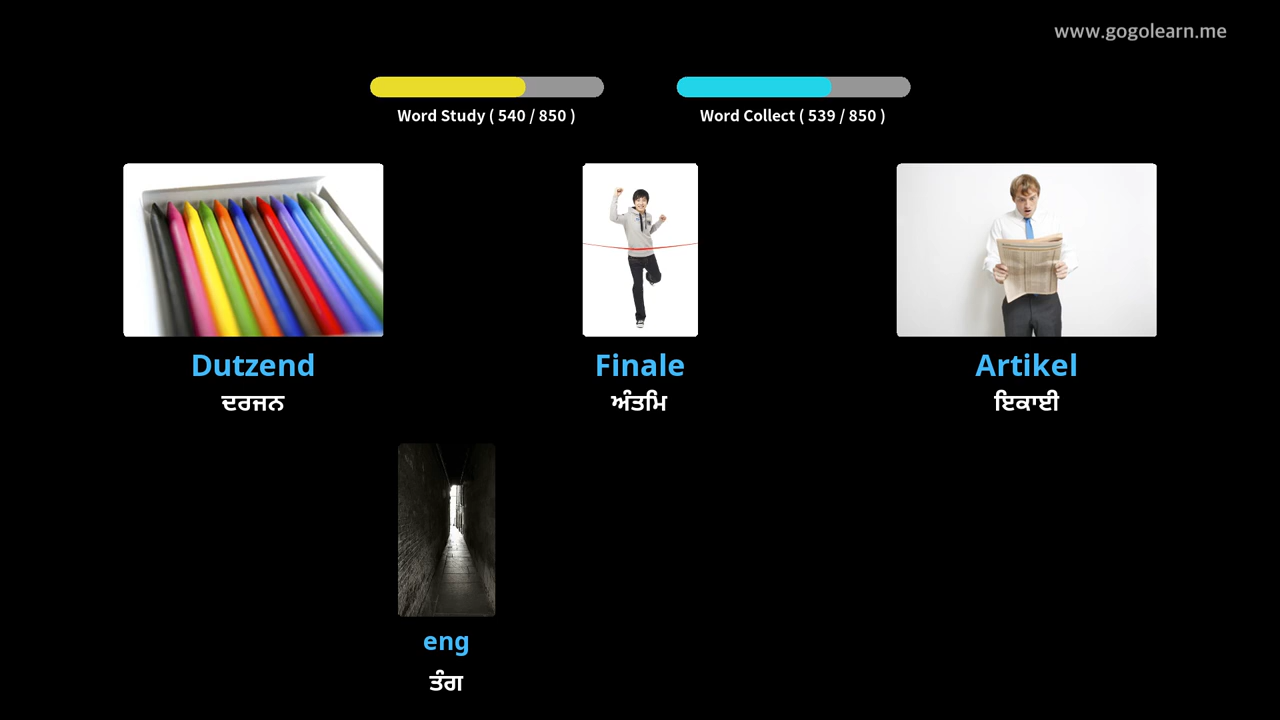 www.gogolearn.me
Word Study ( 540 / 850 )
Word Collect ( 539 / 850 )
Dutzend
ਦਰਜਨ
Finale
ਅੰਤਮਿ
Artikel
ਇਕਾਈ
eng
ਤੰਗ